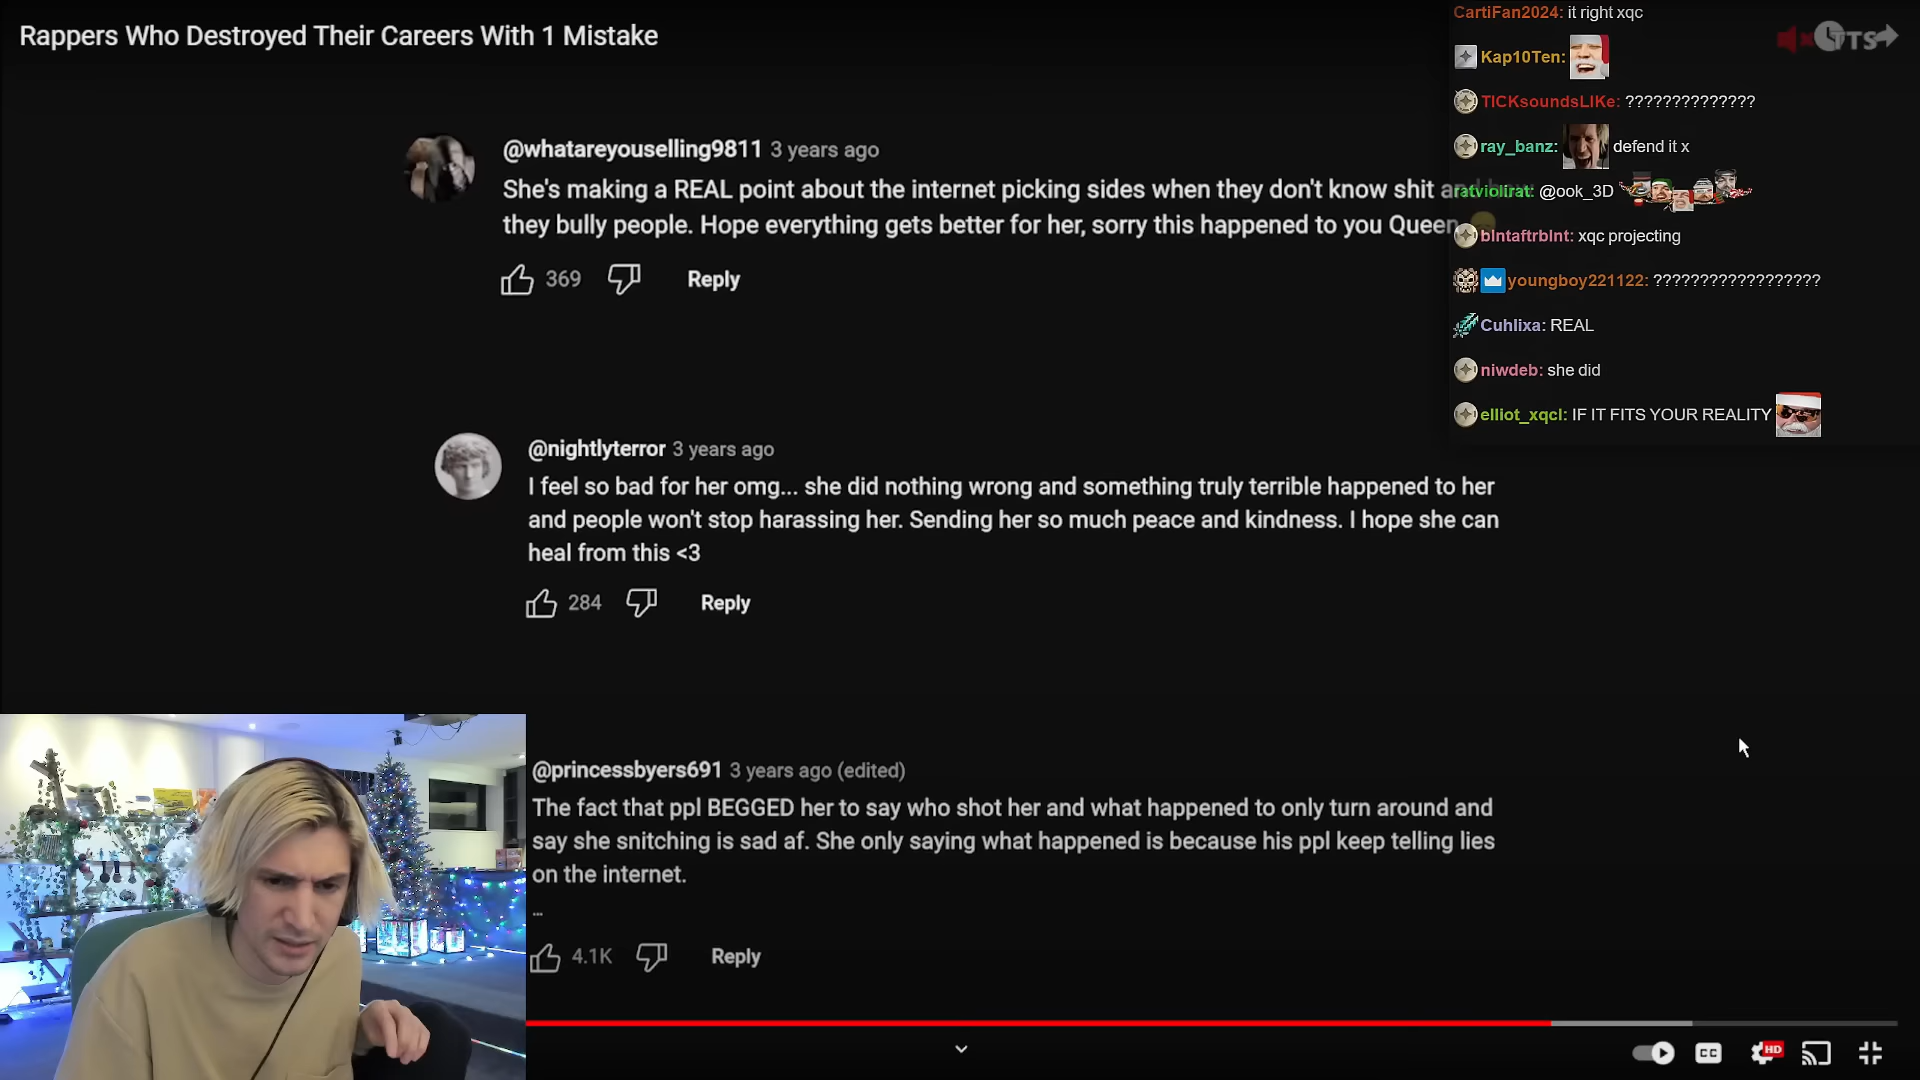 Rappers Who Destroyed Their Careers With 1 Mistake
@whatareyouselling9811 3 years ago
She's making a REAL point about the internet picking sides when they don't know shit
they bully people. Hope everything gets better for her, sorry this happened to you Queen
369 Reply
@nightlyterror 3 years ago
I feel so bad for her omg... she did nothing wrong and something truly terrible happened to her
and people won't stop harassing her. Sending her so much peace and kindness. I hope she can
heal from this <3
284 Reply
@princessbyers691 3 years ago (edited)
The fact that ppl BEGGED her to say who shot her and what happened to only turn around and
say she snitching is sad af. She only saying what happened is because his ppl keep telling lies
on the internet.
...
4.1K Reply
CartiFan2024: it right xqc
Kap10Ten:
TICKsoundsLIKe: ??????????????
ray_banz: defend it x
ratviolirat: @ook_3D
blntaftrblnt: xqc projecting
youngboy221122: ??????????????????
Cuhlixa: REAL
niwdeb: she did
elliot_xqcl: IF IT FITS YOUR REALITY
TTS
CC
HD